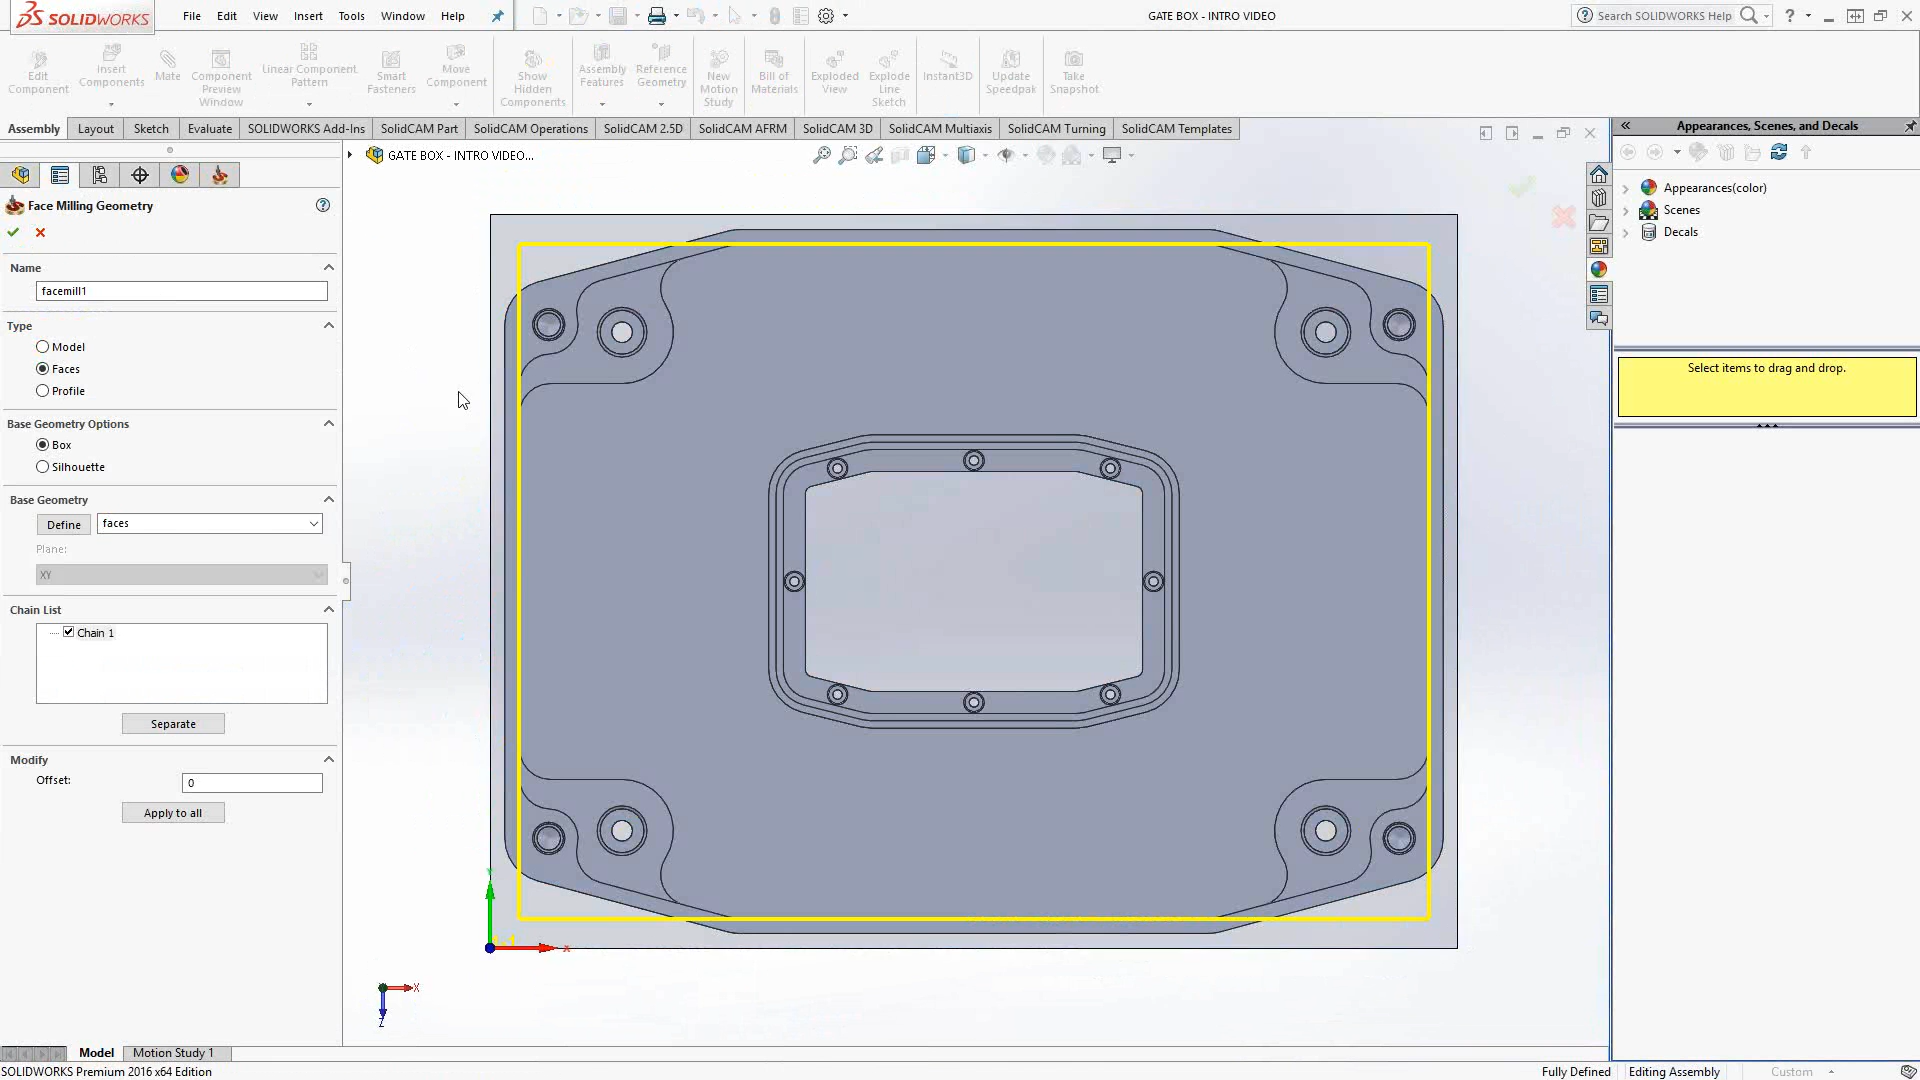 SOLIDWORKS
File Edit View Insert Tools Window Help
GATE BOX - INTRO VIDEO
Search SOLIDWORKS Help
Edit Component
Insert Components
Mate
Component Preview Window
Linear Component Pattern
Smart Fasteners
Move Component
Show Hidden Components
Assembly Features
Reference Geometry
New Motion Study
Bill of Materials
Exploded View
Explode Line Sketch
Instant3D
Update Speedpak
Take Snapshot
Assembly Layout Sketch Evaluate SOLIDWORKS Add-Ins SolidCAM Part SolidCAM Operations SolidCAM 2.5D SolidCAM AFRM SolidCAM 3D SolidCAM Multiaxis SolidCAM Turning SolidCAM Templates
GATE BOX - INTRO VIDEO...
Face Milling Geometry
Name
facemill1
Type
Model
Faces
Profile
Base Geometry Options
Box
Silhouette
Base Geometry
Define faces
Plane:
XY
Chain List
Chain 1
Separate
Modify
Offset: 0
Apply to all
Y
X
X
Z
Appearances, Scenes, and Decals
Appearances(color)
Scenes
Decals
Select items to drag and drop.
Model Motion Study 1
SOLIDWORKS Premium 2016 x64 Edition
Fully Defined Editing Assembly Custom